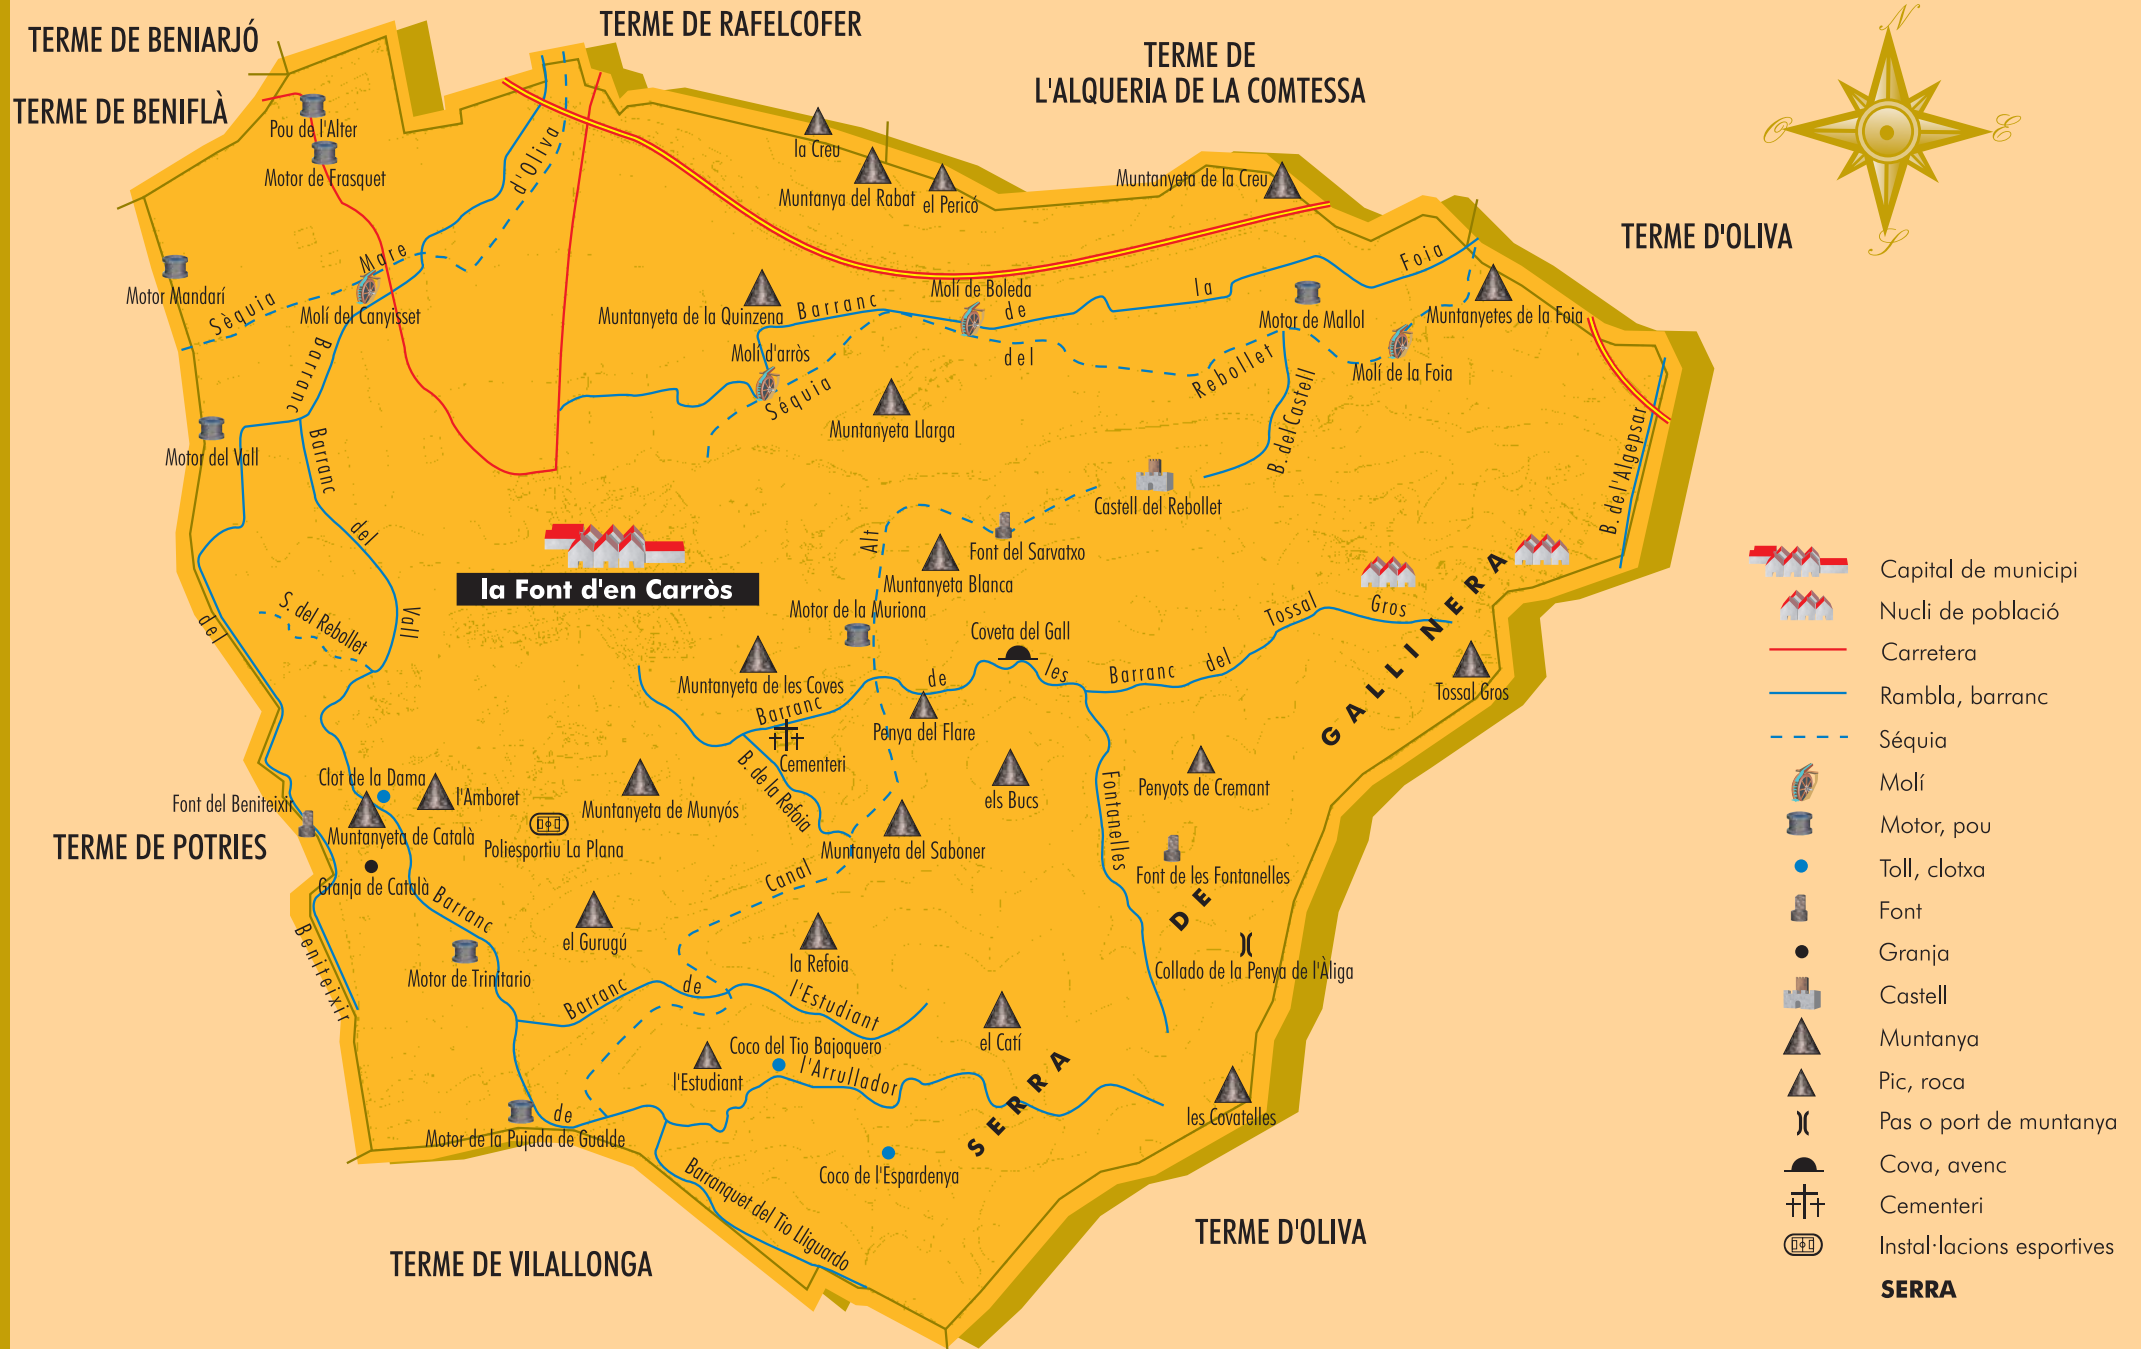 TERME DE BENIARJÓ
TERME DE RAFELCOFER
TERME DE
L'ALQUERIA DE LA COMTESSA
TERME DE BENIFLÀ
TERME D'OLIVA
N
O
E
S
Pou de l'Alter
Motor de Frasquet
d'Oliva
la Creu
Muntanya del Rabat
el Pericó
Muntanyeta de la Creu
Motor Mandarí
Sèquia
Mare
Molí del Canyisset
Muntanyeta de la Quinzena
Barranc
de
la
Foia
Molí de Boleda
Motor de Mallol
Muntanyetes de la Foia
Molí d'arròs
Séquia
del
Rebollet
Molí de la Foia
Muntanyeta Llarga
B. del Castell
B. de l'Algepsar
Motor del Vall
Barranc
del
Beniteixir
Barranc
del
Vall
S. del Rebollet
Castell del Rebollet
Font del Sarvatxo
Alt
Muntanyeta Blanca
la Font d'en Carròs
Motor de la Muriona
Coveta del Gall
Muntanyeta de les Coves
Barranc
de
les
Fontanelles
Barranc
del
Tossal
Gros
Tossal Gros
Penya del Flare
Cementeri
B. de la Refoia
els Bucs
Penyots de Cremant
Clot de la Dama
l'Amboret
Font del Beniteixir
Muntanyeta de Català
Poliesportiu La Plana
Muntanyeta de Munyós
Muntanyeta del Saboner
TERME DE POTRIES
Granja de Català
Canal
Font de les Fontanelles
Barranc
de
l'Arrullador
el Gurugú
la Refoia
Collado de la Penya de l'Àliga
Motor de Trinitario
Barranc
de
l'Estudiant
el Catí
Coco del Tio Bajoquero
l'Estudiant
les Covatelles
Motor de la Pujada de Gualde
Coco de l'Espardenya
Barranquet del Tio Lliguardo
SERRA
DE
GALLINERA
TERME DE VILALLONGA
TERME D'OLIVA
Capital de municipi
Nucli de població
Carretera
Rambla, barranc
Séquia
Molí
Motor, pou
Toll, clotxa
Font
Granja
Castell
Muntanya
Pic, roca
Pas o port de muntanya
Cova, avenc
Cementeri
Instal·lacions esportives
SERRA